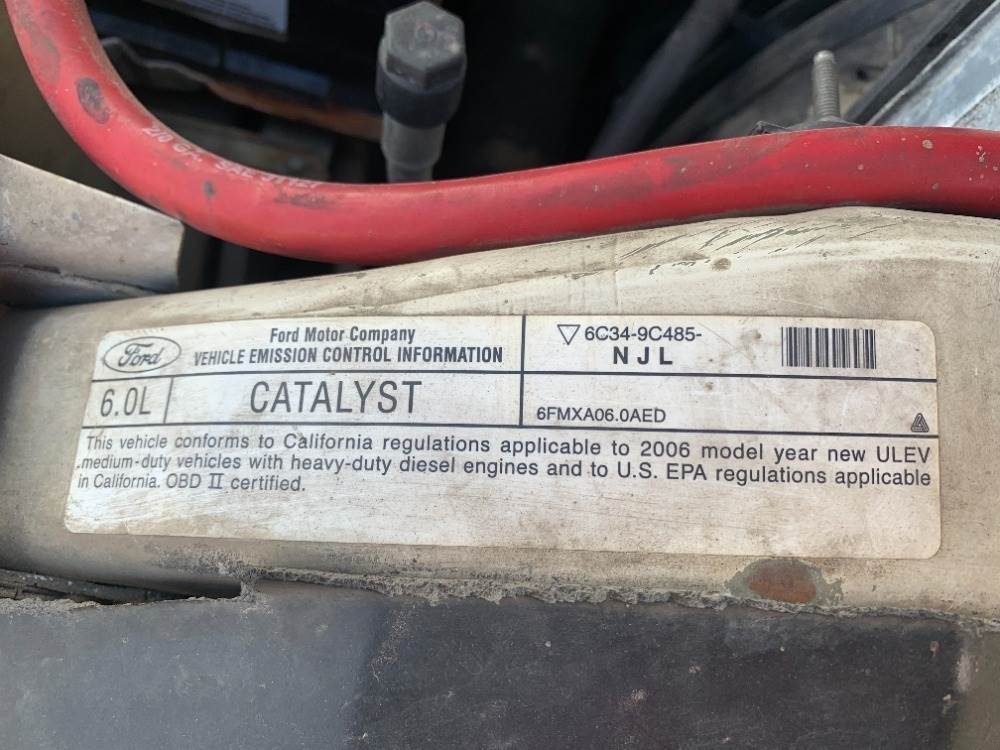 Ford
Ford Motor Company
VEHICLE EMISSION CONTROL INFORMATION
6C34-9C485-
NJL
6.0L
CATALYST
6FMXA06.0AED
This vehicle conforms to California regulations applicable to 2006 model year new ULEV
medium-duty vehicles with heavy-duty diesel engines and to U.S. EPA regulations applicable
in California. OBD II certified.